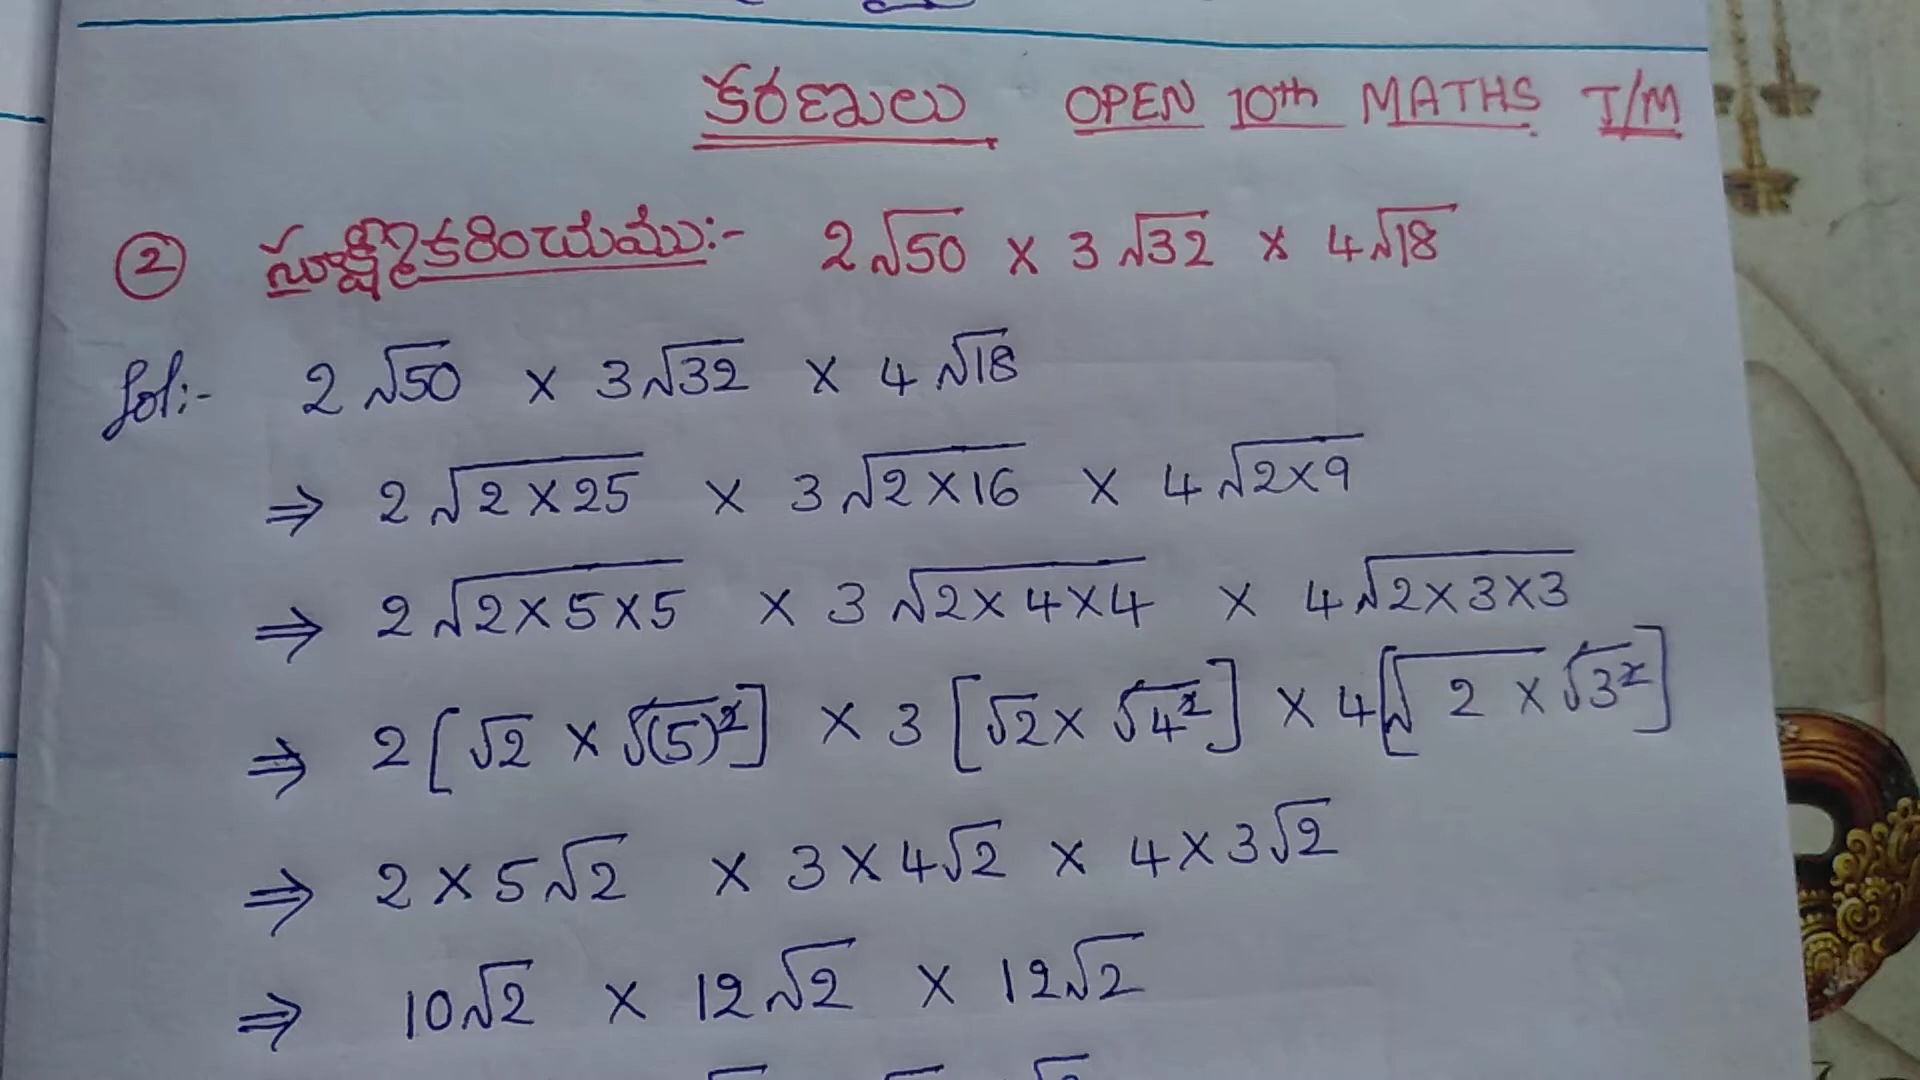 కరణులు OPEN 10th MATHS T/M
② సూక్ష్మీకరించుము:- 2√50 × 3√32 × 4√18
Sol:- 2√50 × 3√32 × 4√18
⇒ 2√2×25 × 3√2×16 × 4√2×9
⇒ 2√2×5×5 × 3√2×4×4 × 4√2×3×3
⇒ 2[√2 × √(5)²] × 3[√2 × √4²] × 4[√2 × √3²]
⇒ 2×5√2 × 3×4√2 × 4×3√2
⇒ 10√2 × 12√2 × 12√2